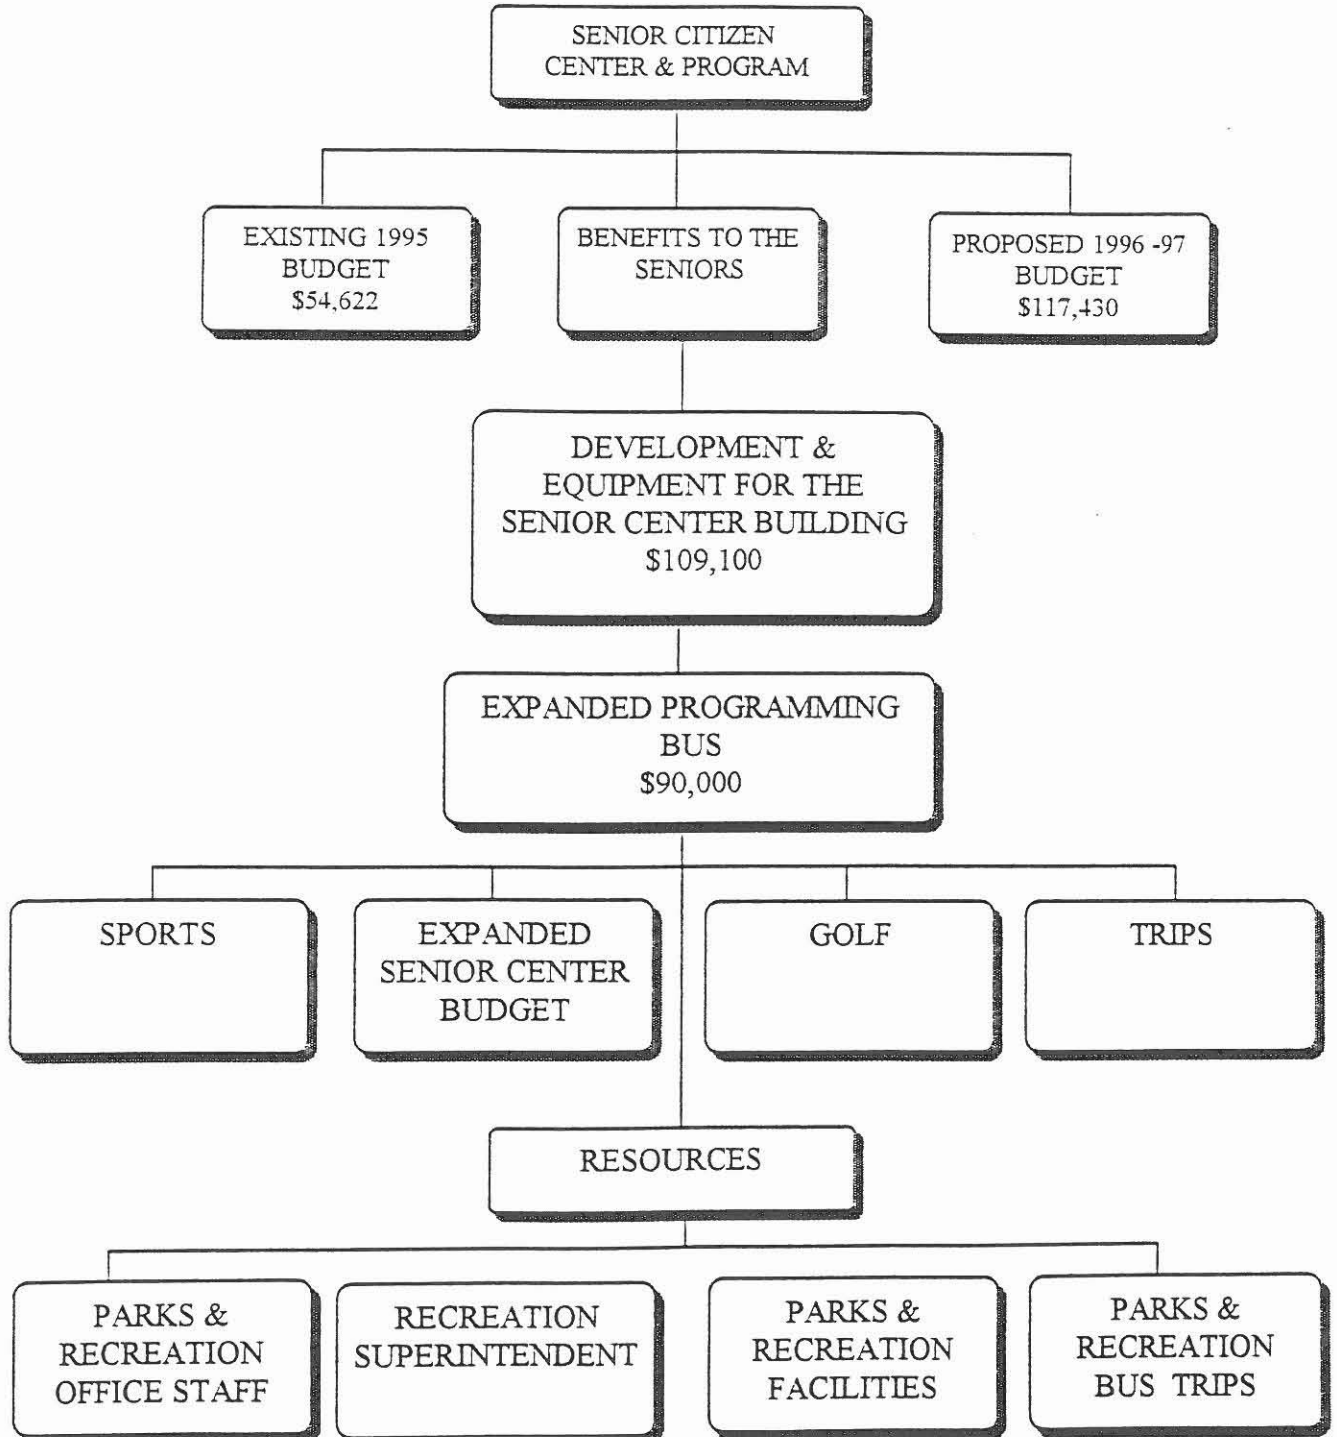 SENIOR CITIZEN
CENTER & PROGRAM
EXISTING 1995
BUDGET
$54,622
BENEFITS TO THE
SENIORS
PROPOSED 1996 -97
BUDGET
$117,430
DEVELOPMENT &
EQUIPMENT FOR THE
SENIOR CENTER BUILDING
$109,100
EXPANDED PROGRAMMING
BUS
$90,000
SPORTS
EXPANDED
SENIOR CENTER
BUDGET
GOLF
TRIPS
RESOURCES
PARKS &
RECREATION
OFFICE STAFF
RECREATION
SUPERINTENDENT
PARKS &
RECREATION
FACILITIES
PARKS &
RECREATION
BUS TRIPS